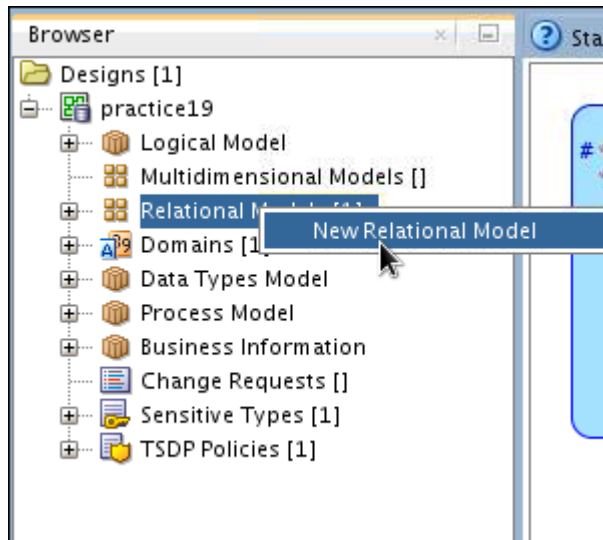 Browser
Sta
Designs [1]
practice19
Logical Model
#
Multidimensional Models []
Relational [1]
New Relational Model
Domains [1
Data Types Model
Process Model
Business Information
Change Requests []
Sensitive Types [1]
TSDP Policies [1]